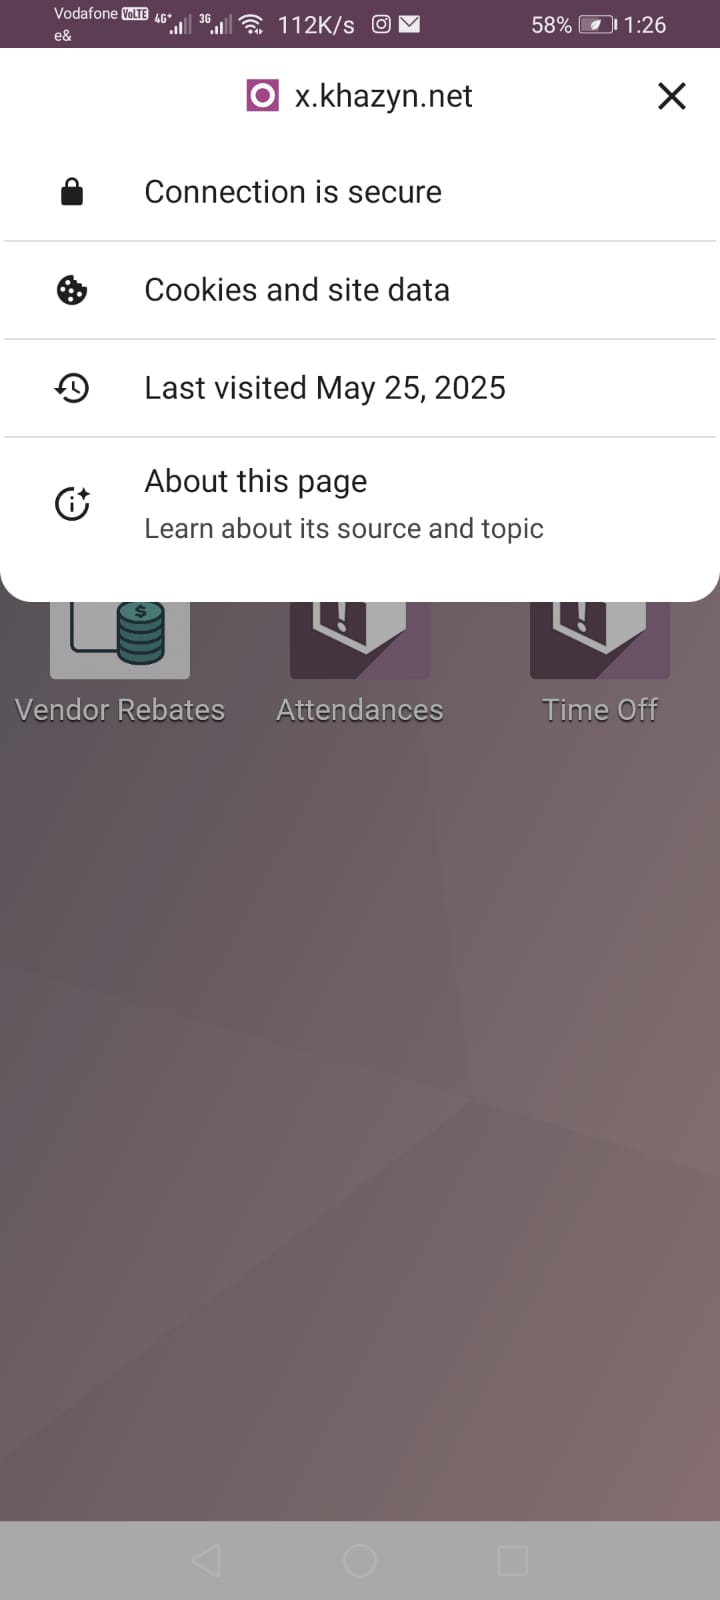 Vodafone VoLTE 4G+ 3G 112K/s 58% 1:26
e&
x.khazyn.net
Connection is secure
Cookies and site data
Last visited May 25, 2025
About this page
Learn about its source and topic
$ ! !
Vendor Rebates Attendances Time Off